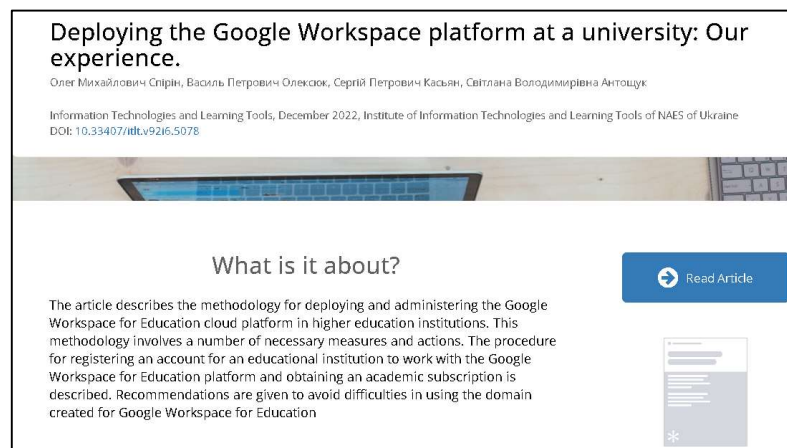 Deploying the Google Workspace platform at a university: Our
experience.
Олег Михайлович Спірін, Василь Петрович Олексюк, Сергій Петрович Касьян, Світлана Володимирівна Антощук
Information Technologies and Learning Tools, December 2022, Institute of Information Technologies and Learning Tools of NAES of Ukraine
DOI: 10.33407/itlt.v92i6.5078
What is it about?
The article describes the methodology for deploying and administering the Google
Workspace for Education cloud platform in higher education institutions. This
methodology involves a number of necessary measures and actions. The procedure
for registering an account for an educational institution to work with the Google
Workspace for Education platform and obtaining an academic subscription is
described. Recommendations are given to avoid difficulties in using the domain
created for Google Workspace for Education
Read Article